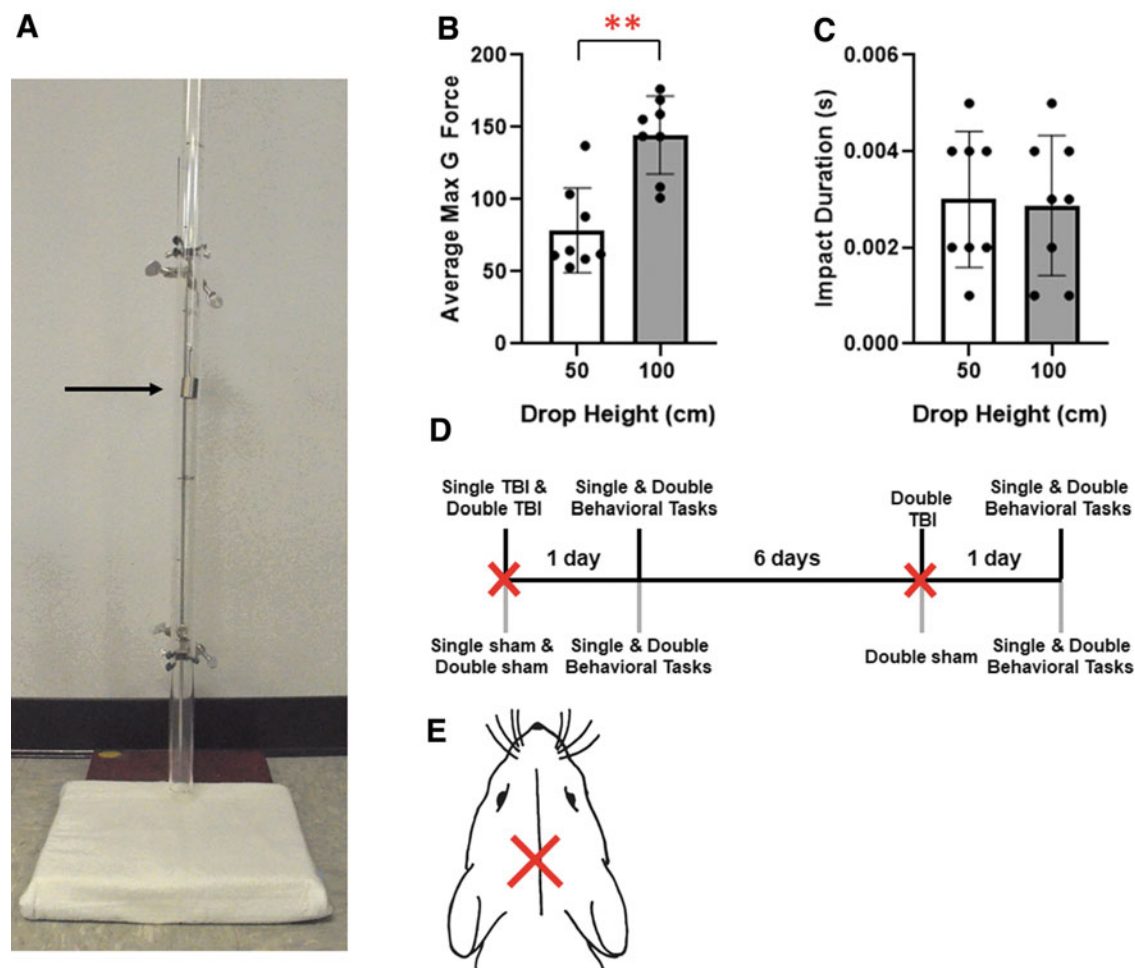 A
B
**
200
150
100
50
0
Average Max G Force
50
100
Drop Height (cm)
C
0.006
0.004
0.002
0.000
Impact Duration (s)
50
100
Drop Height (cm)
D
Single TBI &
Double TBI
Single & Double
Behavioral Tasks
Double
TBI
Single & Double
Behavioral Tasks
1 day
6 days
1 day
Single sham &
Double sham
Single & Double
Behavioral Tasks
Double sham
Single & Double
Behavioral Tasks
E